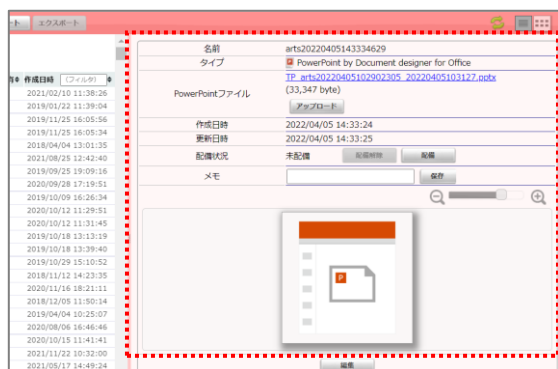 ート エクスポート
名前 arts20220405143334629
タイプ PowerPoint by Document designer for Office
PowerPointファイル TP_arts20220405102902305_20220405103127.pptx
(33,347 byte)
アップロード
作成日時 2022/04/05 14:33:24
更新日時 2022/04/05 14:33:25
配備状況 未配備 配備解除 配備
メモ 保存
編集
作成日時 (フィルタ)
2021/02/10 11:38:26
2019/01/22 11:39:04
2019/11/25 16:05:56
2019/11/25 16:05:34
2018/04/04 13:01:35
2021/08/25 12:42:40
2019/09/25 19:09:16
2020/09/28 17:19:51
2019/10/09 16:26:34
2020/10/12 11:29:51
2020/10/12 11:31:45
2019/10/18 13:13:19
2019/10/18 13:39:40
2019/10/29 15:10:52
2018/11/12 14:23:35
2020/11/16 18:21:11
2018/12/05 11:50:14
2019/04/04 10:25:07
2020/08/06 16:46:46
2020/10/15 11:41:41
2021/11/22 10:32:00
2021/05/17 14:49:24
P